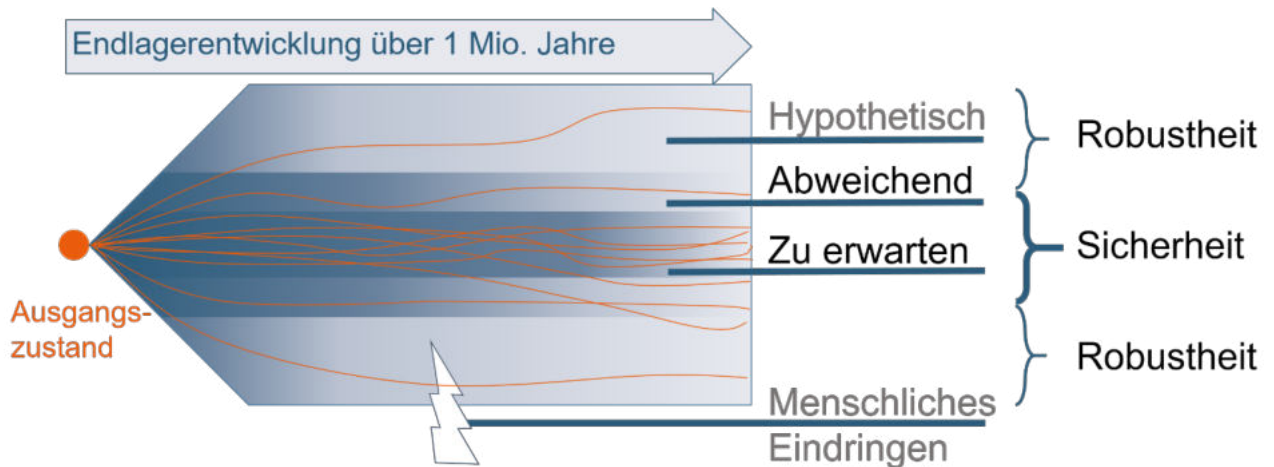 Endlagerentwicklung über 1 Mio. Jahre
Hypothetisch
Robustheit
Abweichend
Zu erwarten
Sicherheit
Ausgangs-
zustand
Robustheit
Menschliches
Eindringen